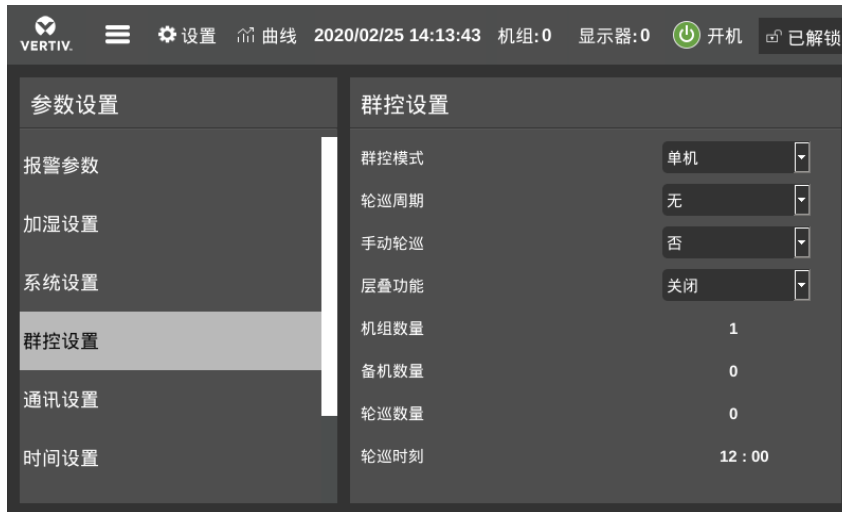 VERTIV. 设置 曲线 2020/02/25 14:13:43 机组:0 显示器:0 开机 已解锁
参数设置
报警参数
加湿设置
系统设置
群控设置
通讯设置
时间设置
群控设置
群控模式 单机
轮巡周期 无
手动轮巡 否
层叠功能 关闭
机组数量 1
备机数量 0
轮巡数量 0
轮巡时刻 12 : 00